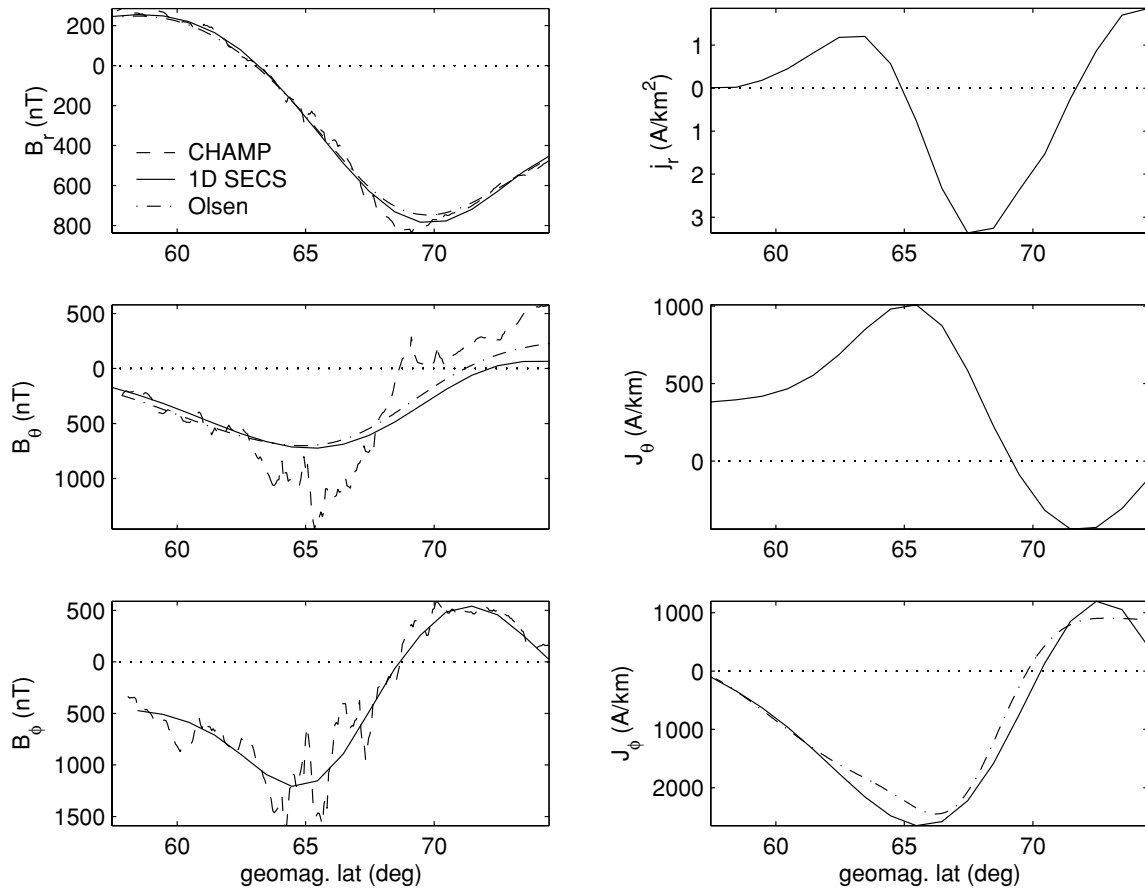 200
0
200
400
600
800
B_r (nT)
CHAMP
1D SECS
Olsen
60 65 70
1
0
1
2
3
j_r (A/km^2)
60 65 70
500
0
500
1000
B_θ (nT)
60 65 70
1000
500
0
J_θ (A/km)
60 65 70
500
0
500
1000
1500
B_ϕ (nT)
60 65 70
geomag. lat (deg)
1000
0
1000
2000
J_ϕ (A/km)
60 65 70
geomag. lat (deg)